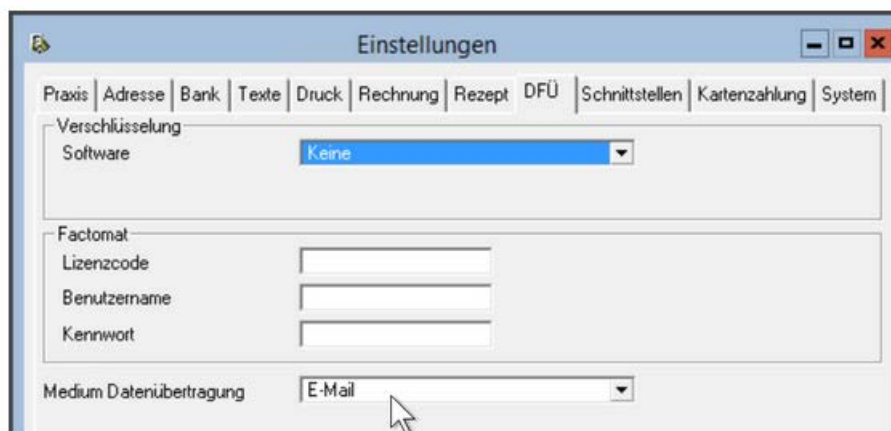 Einstellungen
Praxis Adresse Bank Texte Druck Rechnung Rezept DFÜ Schnittstellen Kartenzahlung System
Verschlüsselung
Software Keine
Factomat
Lizenzcode
Benutzername
Kennwort
Medium Datenübertragung E-Mail